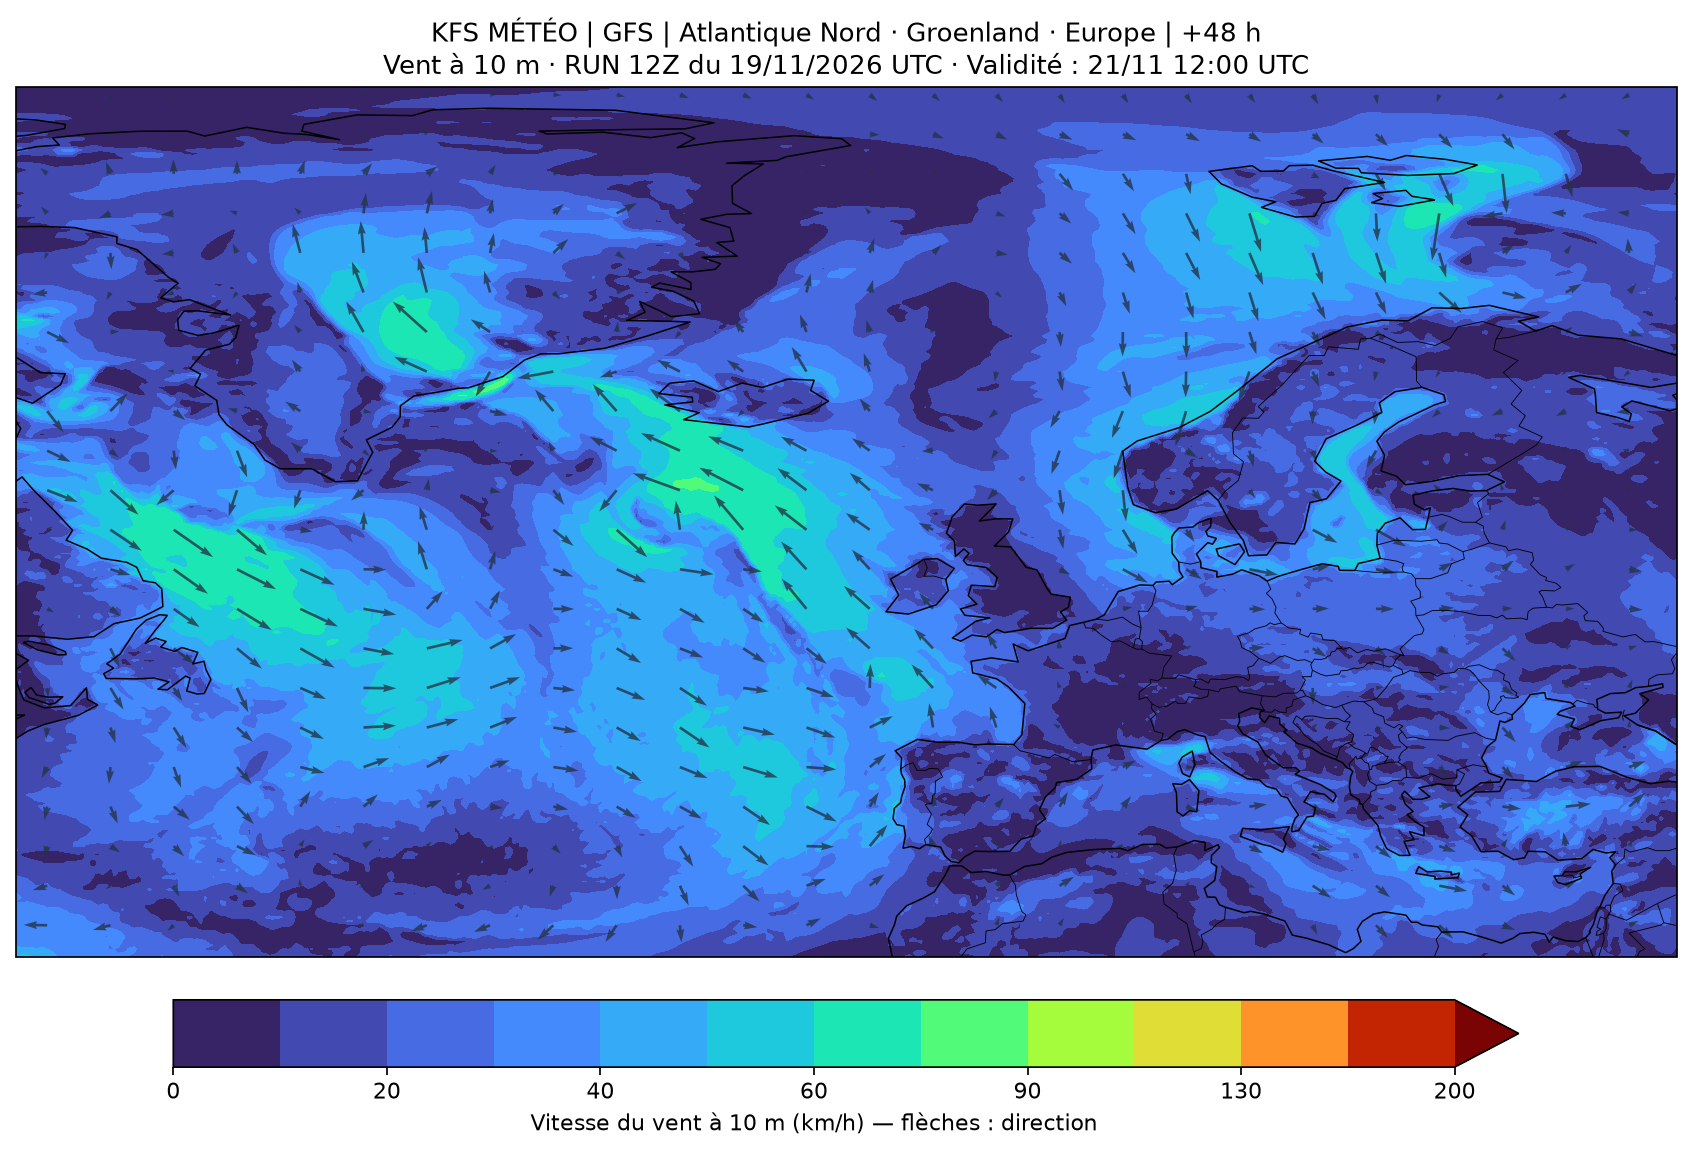 KFS MÉTÉO | GFS | Atlantique Nord · Groenland · Europe | +48 h
Vent à 10 m · RUN 12Z du 19/11/2026 UTC · Validité : 21/11 12:00 UTC
0 20 40 60 90 130 200
Vitesse du vent à 10 m (km/h) — flèches : direction